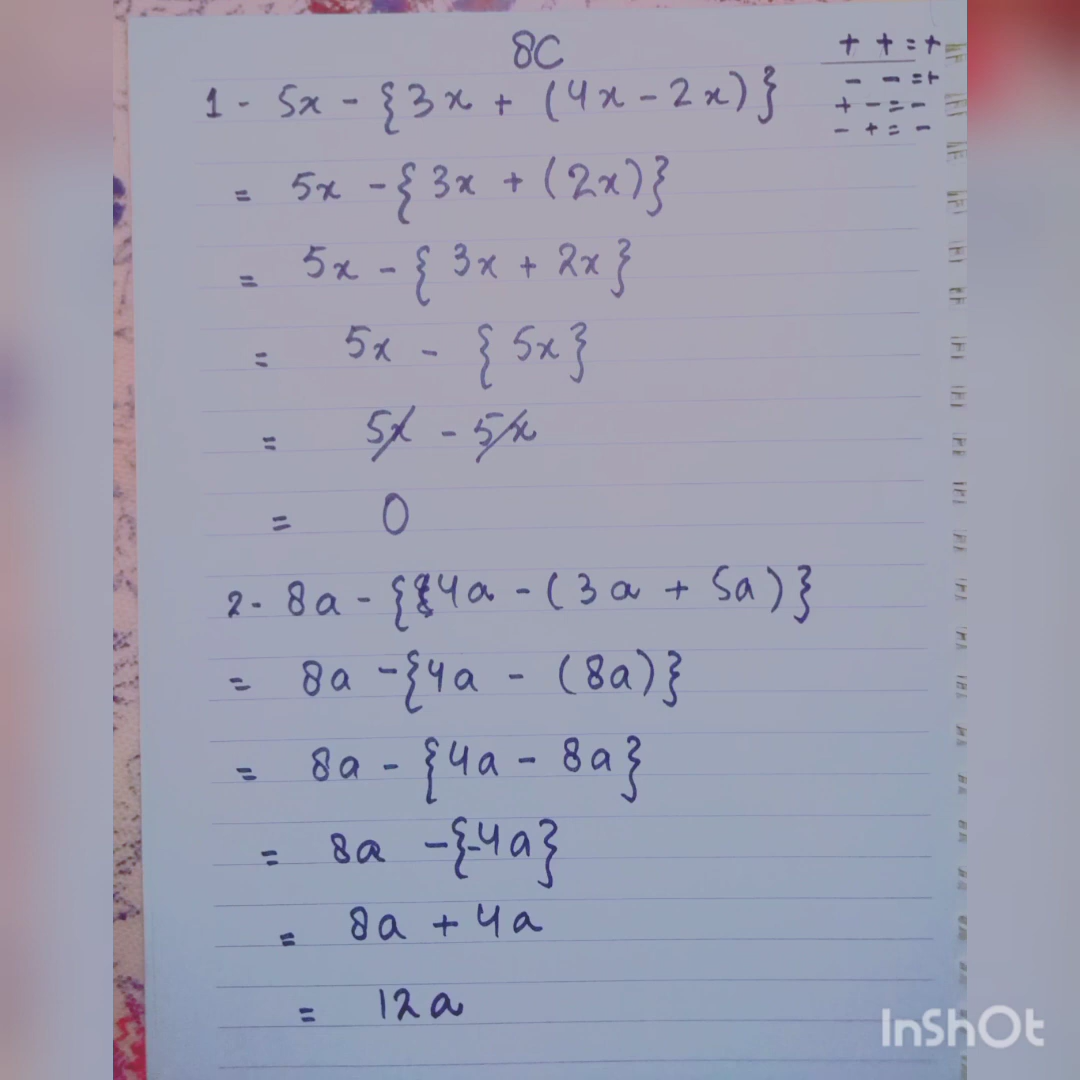 8C
+ + = +
- - = +
+ - = -
- + = -
1 - 5x - {3x + (4x - 2x)}
= 5x - {3x + (2x)}
= 5x - {3x + 2x}
= 5x - {5x}
= 5x - 5x
= 0
2 - 8a - {4a - (3a + 5a)}
= 8a - {4a - (8a)}
= 8a - {4a - 8a}
= 8a - {-4a}
= 8a + 4a
= 12a
InShOt